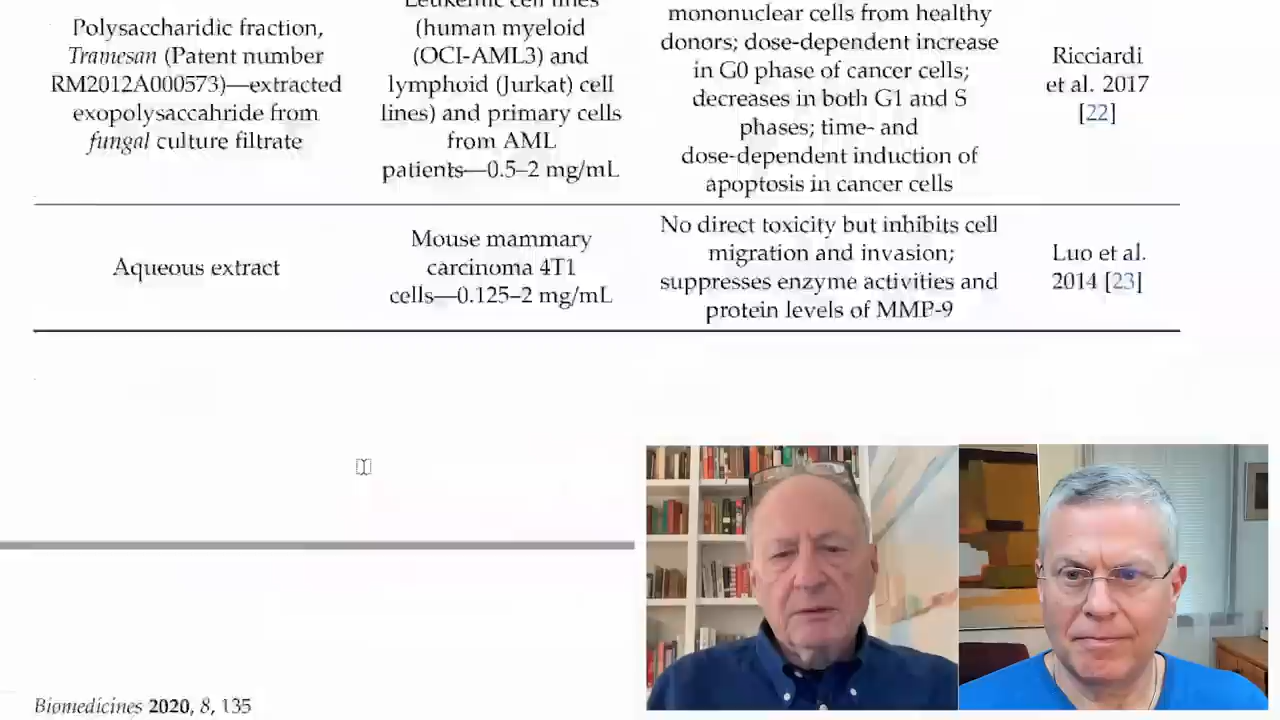 Polysaccharidic fraction,
Tramesan (Patent number
RM2012A000573)—extracted
exopolysaccahride from
fungal culture filtrate
Leukemic cell lines
(human myeloid
(OCI-AML3) and
lymphoid (Jurkat) cell
lines) and primary cells
from AML
patients—0.5–2 mg/mL
mononuclear cells from healthy
donors; dose-dependent increase
in G0 phase of cancer cells;
decreases in both G1 and S
phases; time- and
dose-dependent induction of
apoptosis in cancer cells
Ricciardi
et al. 2017
[22]
Aqueous extract
Mouse mammary
carcinoma 4T1
cells—0.125–2 mg/mL
No direct toxicity but inhibits cell
migration and invasion;
suppresses enzyme activities and
protein levels of MMP-9
Luo et al.
2014 [23]
Biomedicines 2020, 8, 135